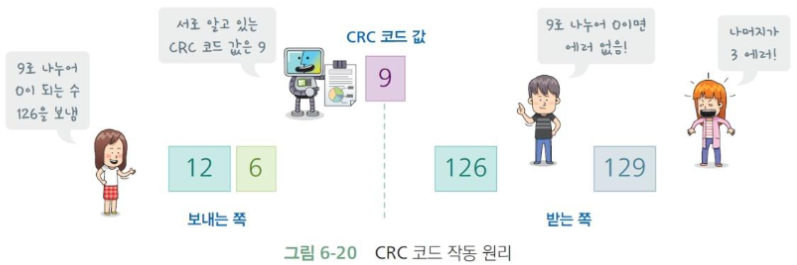 9로 나누어
0이 되는 수
126을 보냄
서로 알고 있는
CRC 코드 값은 9
CRC 코드 값
9
9로 나누어 0이면
에러 없음!
나머지가
3 에러!
12
6
126
129
보내는 쪽
받는 쪽
그림 6-20 CRC 코드 작동 원리